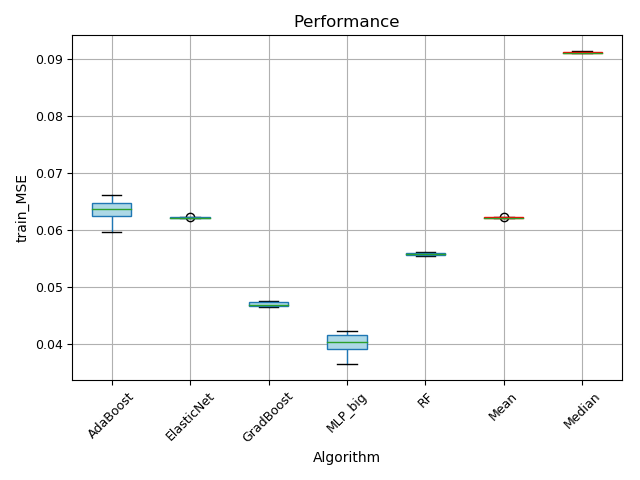 Performance
train_MSE
0.09
0.08
0.07
0.06
0.05
0.04
AdaBoost
ElasticNet
GradBoost
MLP_big
RF
Mean
Median
Algorithm